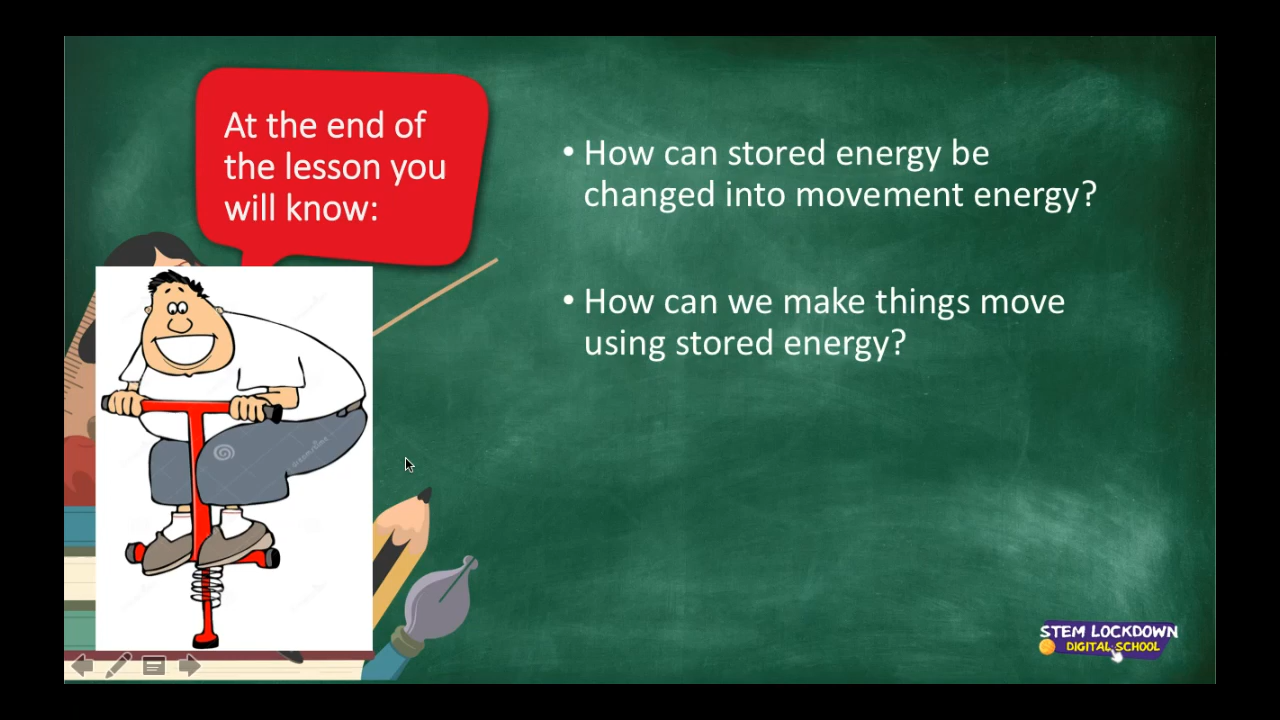 At the end of
the lesson you
will know:
• How can stored energy be
changed into movement energy?
• How can we make things move
using stored energy?
STEM LOCKDOWN
DIGITAL SCHOOL